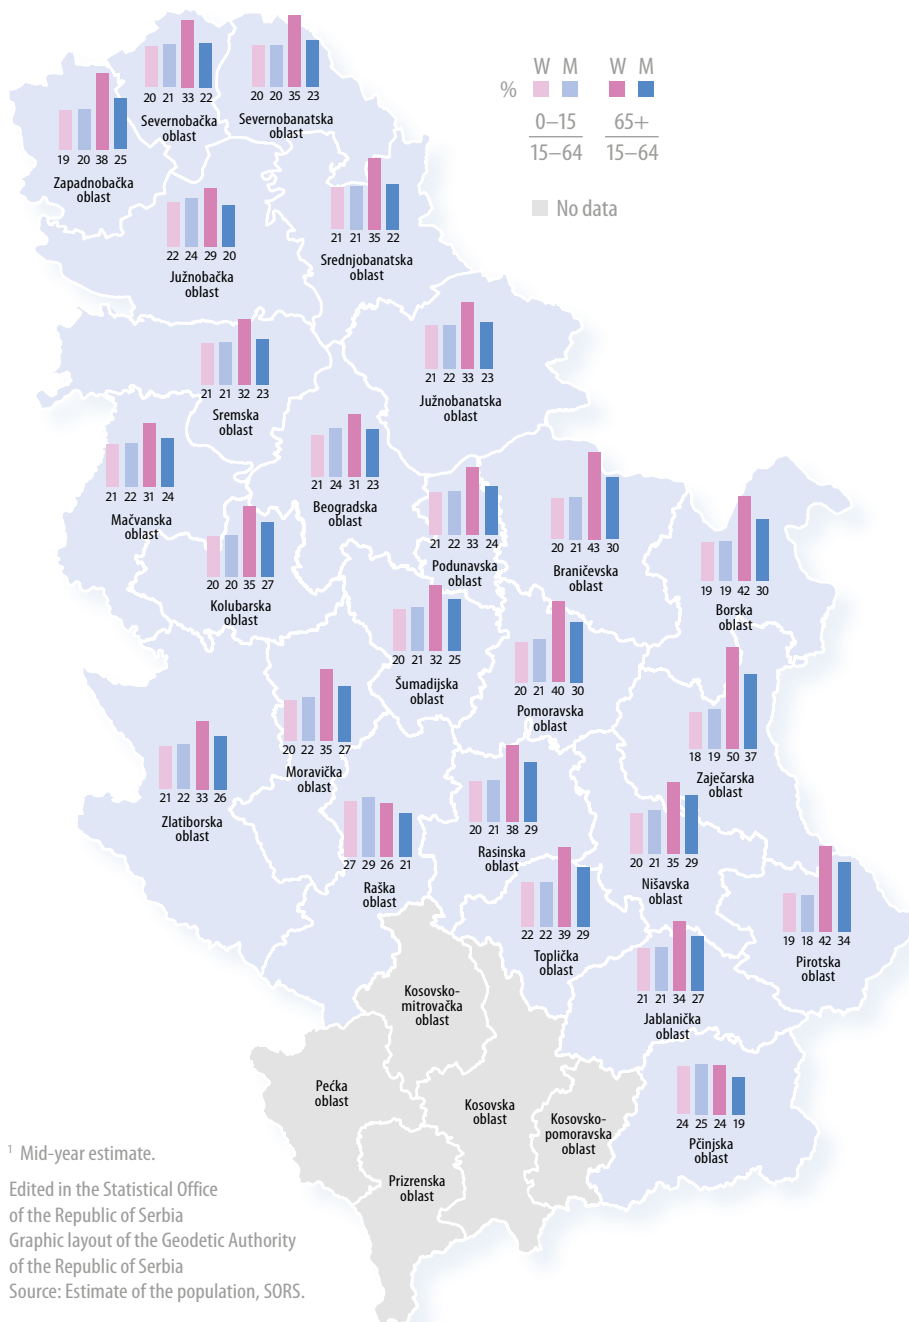 W M W M
%
0–15 65+
15–64 15–64
No data
20 21 33 22
Severnobačka
oblast
20 20 35 23
Severnobanatska
oblast
19 20 38 25
Zapadnobačka
oblast
22 24 29 20
Južnobačka
oblast
21 21 35 22
Srednjobanatska
oblast
21 21 32 23
Sremska
oblast
21 22 33 23
Južnobanatska
oblast
21 22 31 24
Mačvanska
oblast
21 24 31 23
Beogradska
oblast
20 20 35 27
Kolubarska
oblast
21 22 33 24
Podunavska
oblast
20 21 43 30
Braničevska
oblast
19 19 42 30
Borska
oblast
20 21 32 25
Šumadijska
oblast
20 21 40 30
Pomoravska
oblast
18 19 50 37
Zaječarska
oblast
20 22 35 27
Moravička
oblast
21 22 33 26
Zlatiborska
oblast
27 29 26 21
Raška
oblast
20 21 38 29
Rasinska
oblast
20 21 35 29
Nišavska
oblast
22 22 39 29
Toplička
oblast
19 18 42 34
Pirotska
oblast
21 21 34 27
Jablanička
oblast
24 25 24 19
Pčinjska
oblast
Kosovsko-
mitrovačka
oblast
Pećka
oblast
Kosovska
oblast
Kosovsko-
pomoravska
oblast
Prizrenska
oblast
1 Mid-year estimate.
Edited in the Statistical Office
of the Republic of Serbia
Graphic layout of the Geodetic Authority
of the Republic of Serbia
Source: Estimate of the population, SORS.